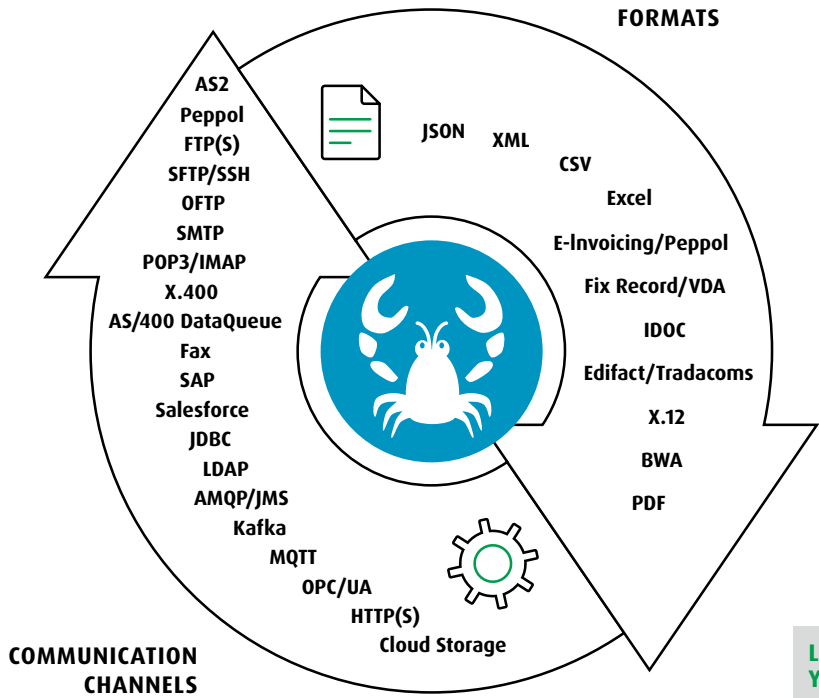 FORMATS
AS2
Peppol
FTP(S)
SFTP/SSH
OFTP
SMTP
POP3/IMAP
X.400
AS/400 DataQueue
Fax
SAP
Salesforce
JDBC
LDAP
AMQP/JMS
Kafka
MQTT
OPC/UA
HTTP(S)
Cloud Storage
JSON
XML
CSV
Excel
E-Invoicing/Peppol
Fix Record/VDA
IDOC
Edifact/Tradacoms
X.12
BWA
PDF
COMMUNICATION
CHANNELS
L
Y